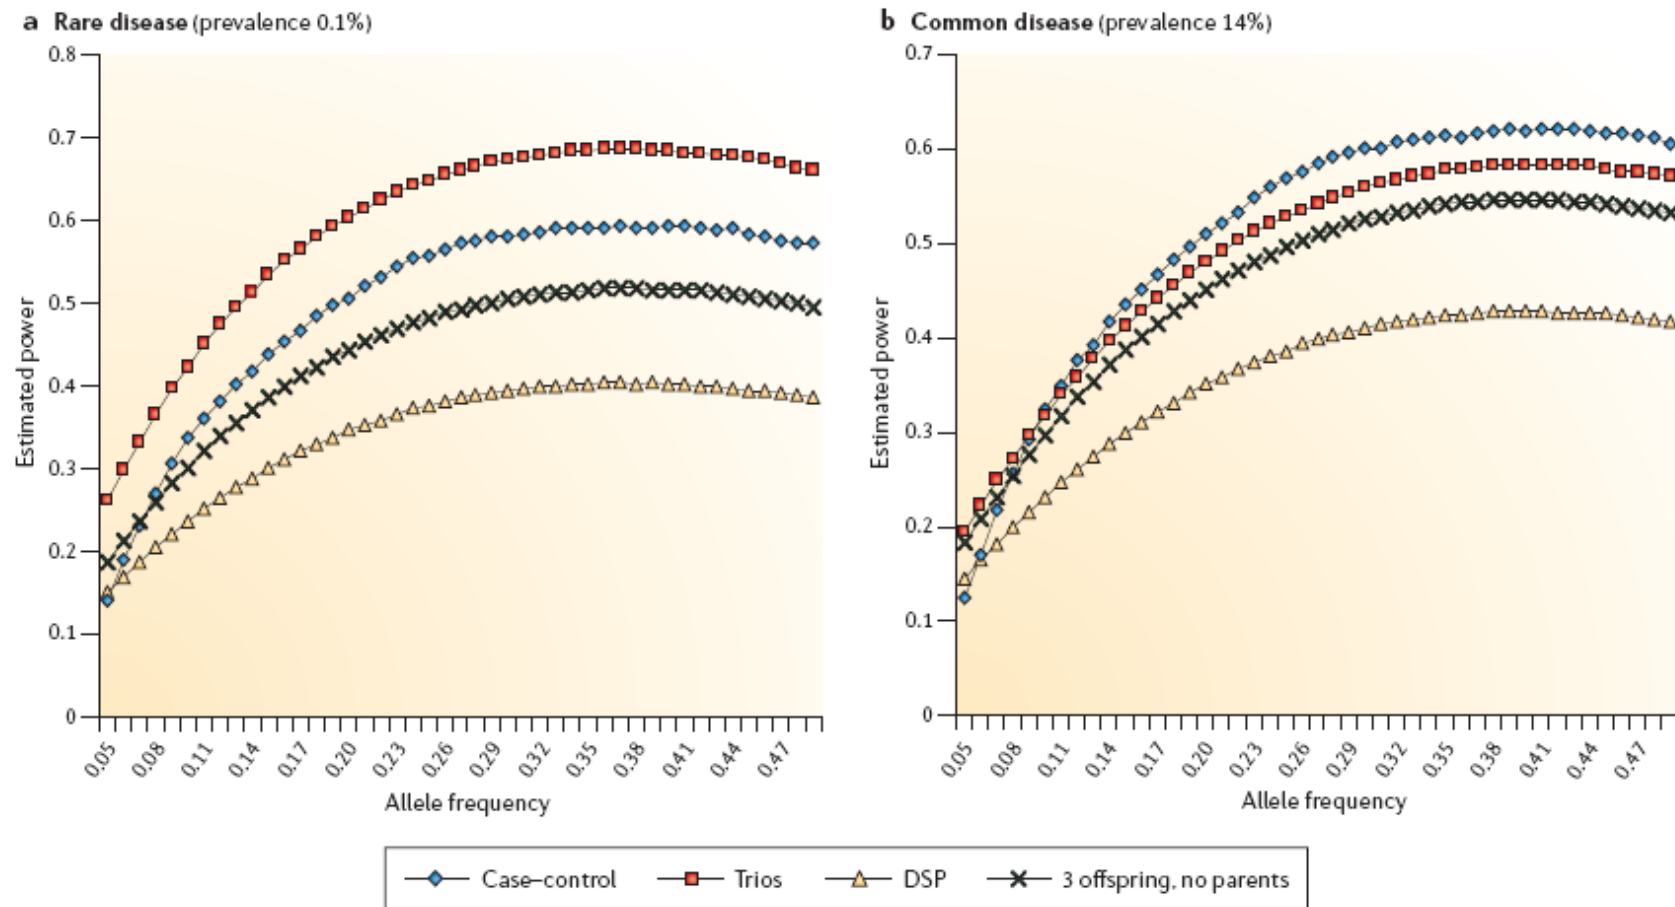 a Rare disease (prevalence 0.1%)
0.8
0.7
0.6
0.5
0.4
0.3
0.2
0.1
0
Estimated power
0.05 0.08 0.11 0.14 0.17 0.20 0.23 0.26 0.29 0.32 0.35 0.38 0.41 0.44 0.47
Allele frequency
b Common disease (prevalence 14%)
0.7
0.6
0.5
0.4
0.3
0.2
0.1
0
Estimated power
0.05 0.08 0.11 0.14 0.17 0.20 0.23 0.26 0.29 0.32 0.35 0.38 0.41 0.44 0.47
Allele frequency
Case–control Trios DSP 3 offspring, no parents